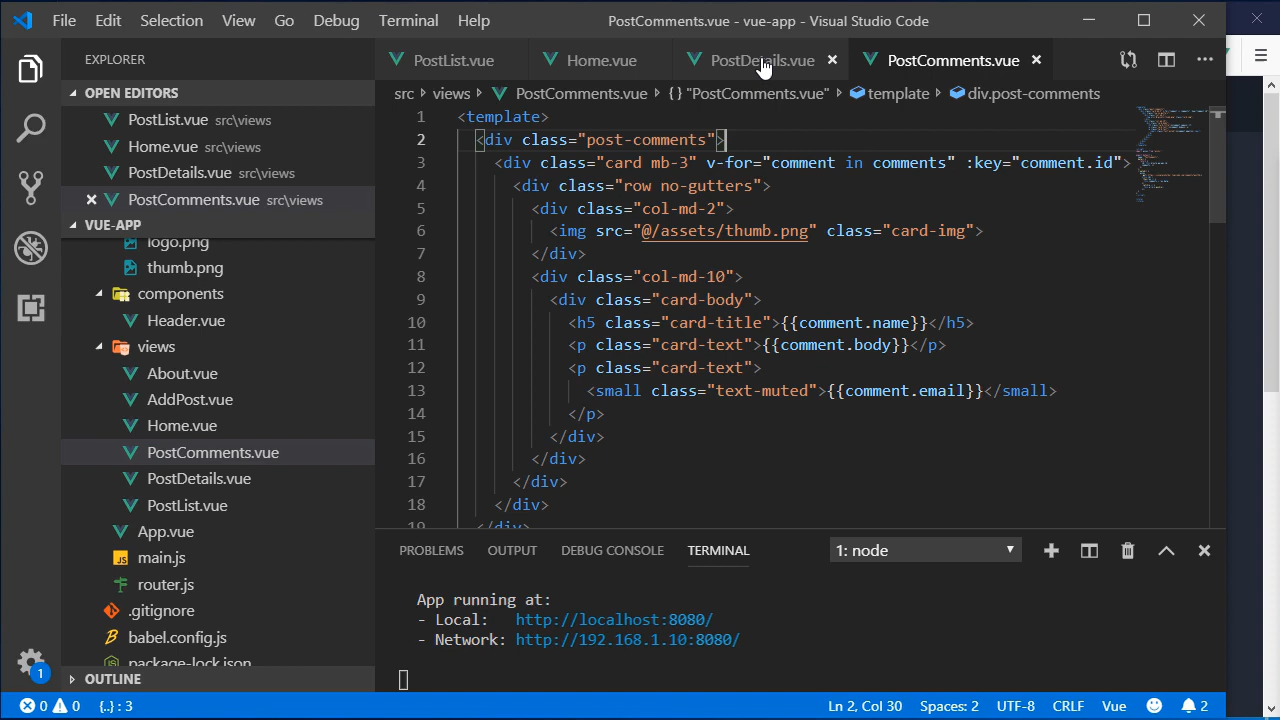 File Edit Selection View Go Debug Terminal Help PostComments.vue - vue-app - Visual Studio Code
EXPLORER
OPEN EDITORS
PostList.vue src\views
Home.vue src\views
PostDetails.vue src\views
PostComments.vue src\views
VUE-APP
logo.png
thumb.png
components
Header.vue
views
About.vue
AddPost.vue
Home.vue
PostComments.vue
PostDetails.vue
PostList.vue
App.vue
main.js
router.js
.gitignore
babel.config.js
package-lock.json
OUTLINE
PostList.vue Home.vue PostDetails.vue PostComments.vue
src views PostComments.vue {} "PostComments.vue" template div.post-comments
1 <template>
2 <div class="post-comments">
3 <div class="card mb-3" v-for="comment in comments" :key="comment.id">
4 <div class="row no-gutters">
5 <div class="col-md-2">
6 <img src="@/assets/thumb.png" class="card-img">
7 </div>
8 <div class="col-md-10">
9 <div class="card-body">
10 <h5 class="card-title">{{comment.name}}</h5>
11 <p class="card-text">{{comment.body}}</p>
12 <p class="card-text">
13 <small class="text-muted">{{comment.email}}</small>
14 </p>
15 </div>
16 </div>
17 </div>
18 </div>
19 </div>
PROBLEMS OUTPUT DEBUG CONSOLE TERMINAL 1: node
App running at:
- Local: http://localhost:8080/
- Network: http://192.168.1.10:8080/
1
0 0 {..} : 3 Ln 2, Col 30 Spaces: 2 UTF-8 CRLF Vue 2